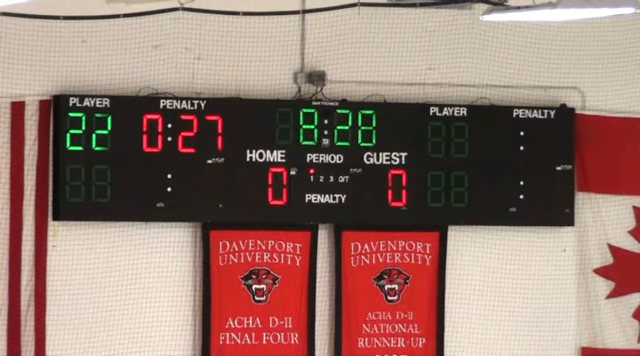 PLAYER PENALTY PLAYER PENALTY
22 0:27 8:28
HOME PERIOD GUEST
0 1 2 3 O/T 0
PENALTY
DAVENPORT
UNIVERSITY
ACHA D-II
FINAL FOUR
DAVENPORT
UNIVERSITY
ACHA D-II
NATIONAL
RUNNER-UP